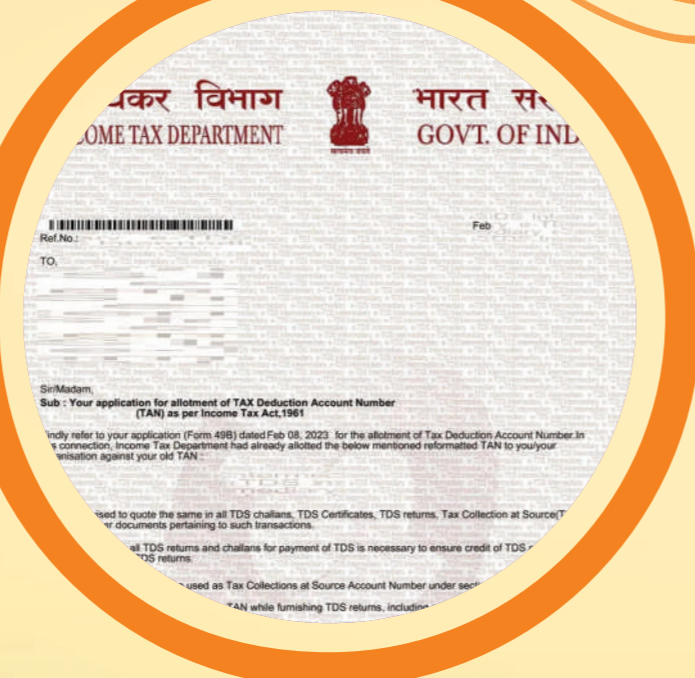 यकर विभाग
भारत
OME TAX DEPARTMENT
GOVT. OF IND
Ref.No.:
Feb
TO,
Sir/Madam,
Sub : Your application for allotment of TAX Deduction Account Number
(TAN) as per Income Tax Act,1961
indly refer to your application (Form 49B) dated Feb 08, 2023 for the allotment of Tax Deduction Account Number.In
connection, Income Tax Department had already allotted the below mentioned reformatted TAN to you/your
anisation against your old TAN :
sed to quote the same in all TDS challans, TDS Certificates, TDS returns, Tax Collection at Source(T
documents pertaining to such transactions.
all TDS returns and challans for payment of TDS is necessary to ensure credit of TDS
TDS returns.
used as Tax Collections at Source Account Number under
TAN while furnishing TDS returns, including